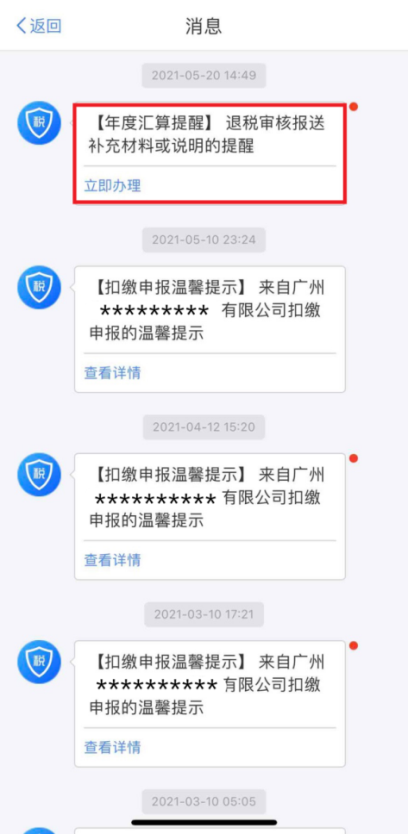 返回
消息
2021-05-20 14:49
税
【年度汇算提醒】 退税审核报送
补充材料或说明的提醒
立即办理
2021-05-10 23:24
税
【扣缴申报温馨提示】 来自广州
********* 有限公司扣缴
申报的温馨提示
查看详情
2021-04-12 15:20
税
【扣缴申报温馨提示】 来自广州
********** 有限公司扣缴
申报的温馨提示
查看详情
2021-03-10 17:21
税
【扣缴申报温馨提示】 来自广州
********** 有限公司扣缴
申报的温馨提示
查看详情
2021-03-10 05:05